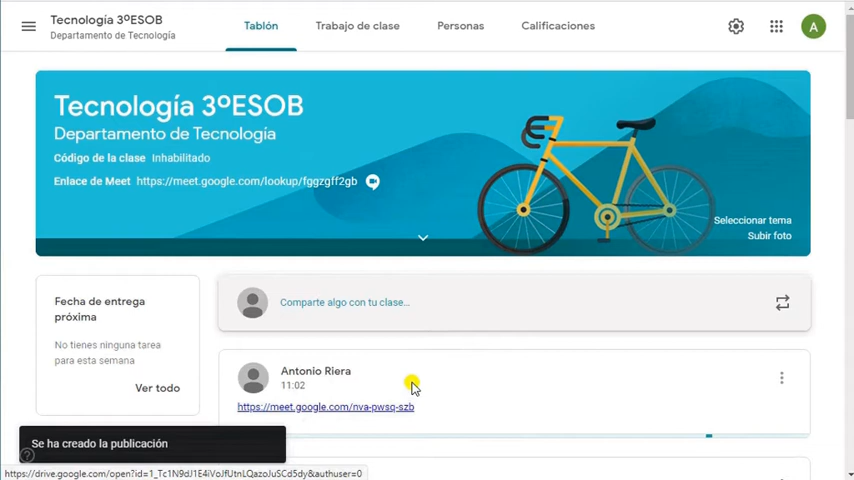 Tecnología 3ºESOB
Departamento de Tecnología
Tablón
Trabajo de clase
Personas
Calificaciones
A
Tecnología 3ºESOB
Departamento de Tecnología
Código de la clase Inhabilitado
Enlace de Meet https://meet.google.com/lookup/fggzgff2gb
Seleccionar tema
Subir foto
Fecha de entrega
próxima
No tienes ninguna tarea
para esta semana
Ver todo
Comparte algo con tu clase...
Antonio Riera
11:02
https://meet.google.com/nva-pwsq-szb
Se ha creado la publicación
https://drive.google.com/open?id=1_Tc1N9dJ1E4iVoJfUtnLQazoJuSCd5dy&authuser=0